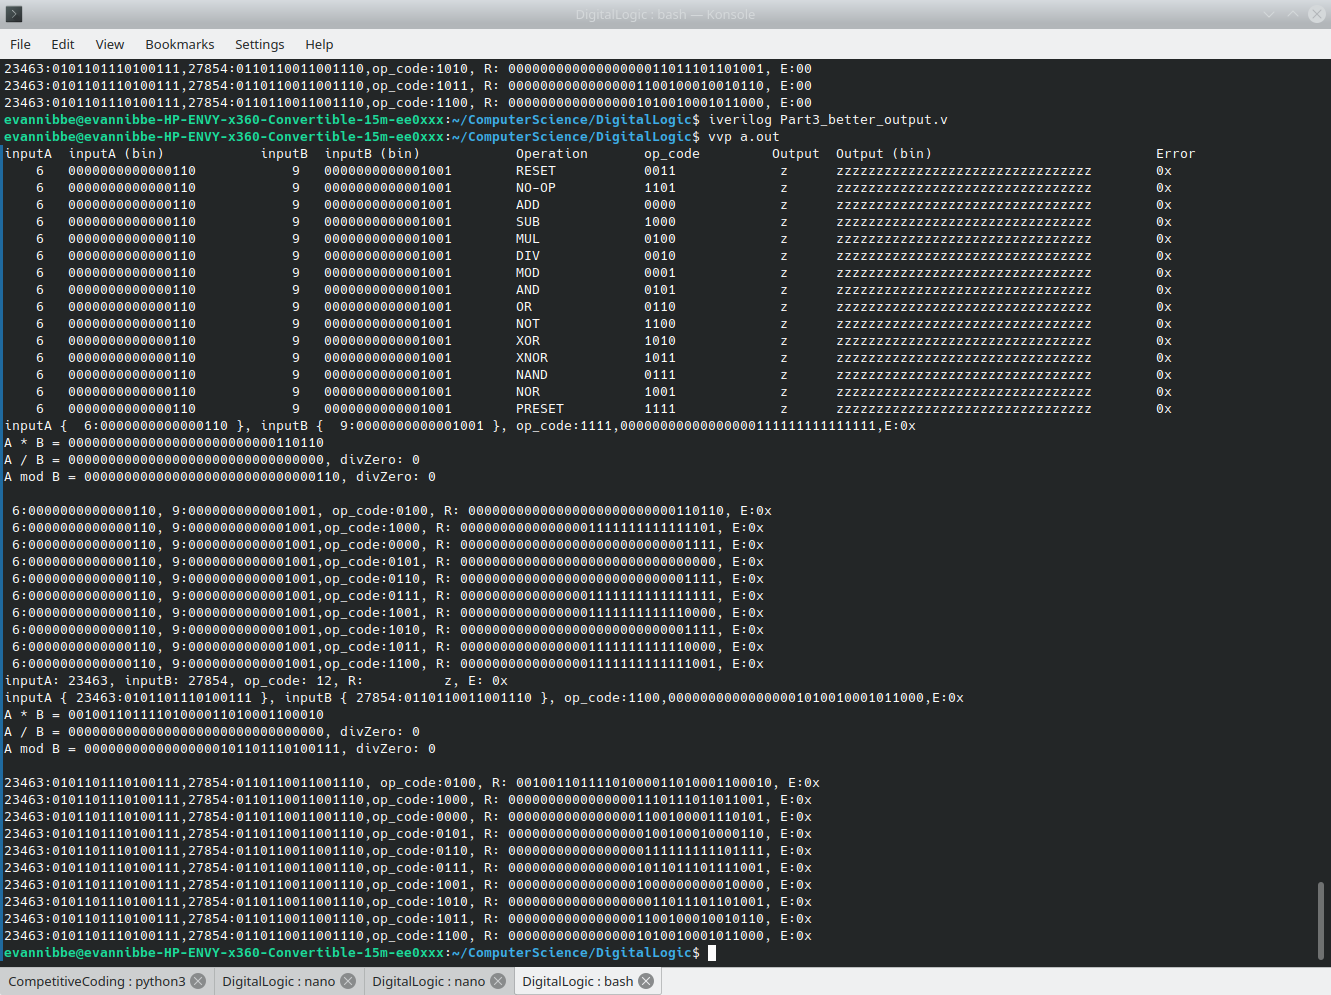 DigitalLogic : bash — Konsole
File Edit View Bookmarks Settings Help
23463:0101101110100111,27854:0110110011001110,op_code:1010, R: 00000000000000000011011101101001, E:00
23463:0101101110100111,27854:0110110011001110,op_code:1011, R: 00000000000000001100100010010110, E:00
23463:0101101110100111,27854:0110110011001110,op_code:1100, R: 00000000000000001010010001011000, E:00
evannibbe@evannibbe-HP-ENVY-x360-Convertible-15m-ee0xxx:~/ComputerScience/DigitalLogic$ iverilog Part3_better_output.v
evannibbe@evannibbe-HP-ENVY-x360-Convertible-15m-ee0xxx:~/ComputerScience/DigitalLogic$ vvp a.out
inputA  inputA (bin)            inputB  inputB (bin)            Operation       op_code         Output  Output (bin)                            Error
    6   0000000000000110            9   0000000000001001        RESET           0011             z      zzzzzzzzzzzzzzzzzzzzzzzzzzzzzzzz        0x
    6   0000000000000110            9   0000000000001001        NO-OP           1101             z      zzzzzzzzzzzzzzzzzzzzzzzzzzzzzzzz        0x
    6   0000000000000110            9   0000000000001001        ADD             0000             z      zzzzzzzzzzzzzzzzzzzzzzzzzzzzzzzz        0x
    6   0000000000000110            9   0000000000001001        SUB             1000             z      zzzzzzzzzzzzzzzzzzzzzzzzzzzzzzzz        0x
    6   0000000000000110            9   0000000000001001        MUL             0100             z      zzzzzzzzzzzzzzzzzzzzzzzzzzzzzzzz        0x
    6   0000000000000110            9   0000000000001001        DIV             0010             z      zzzzzzzzzzzzzzzzzzzzzzzzzzzzzzzz        0x
    6   0000000000000110            9   0000000000001001        MOD             0001             z      zzzzzzzzzzzzzzzzzzzzzzzzzzzzzzzz        0x
    6   0000000000000110            9   0000000000001001        AND             0101             z      zzzzzzzzzzzzzzzzzzzzzzzzzzzzzzzz        0x
    6   0000000000000110            9   0000000000001001        OR              0110             z      zzzzzzzzzzzzzzzzzzzzzzzzzzzzzzzz        0x
    6   0000000000000110            9   0000000000001001        NOT             1100             z      zzzzzzzzzzzzzzzzzzzzzzzzzzzzzzzz        0x
    6   0000000000000110            9   0000000000001001        XOR             1010             z      zzzzzzzzzzzzzzzzzzzzzzzzzzzzzzzz        0x
    6   0000000000000110            9   0000000000001001        XNOR            1011             z      zzzzzzzzzzzzzzzzzzzzzzzzzzzzzzzz        0x
    6   0000000000000110            9   0000000000001001        NAND            0111             z      zzzzzzzzzzzzzzzzzzzzzzzzzzzzzzzz        0x
    6   0000000000000110            9   0000000000001001        NOR             1001             z      zzzzzzzzzzzzzzzzzzzzzzzzzzzzzzzz        0x
    6   0000000000000110            9   0000000000001001        PRESET          1111             z      zzzzzzzzzzzzzzzzzzzzzzzzzzzzzzzz        0x
inputA {  6:0000000000000110 }, inputB {  9:0000000000001001 }, op_code:1111,00000000000000001111111111111111,E:0x
A * B = 00000000000000000000000000110110
A / B = 00000000000000000000000000000000, divZero: 0
A mod B = 00000000000000000000000000000110, divZero: 0

 6:0000000000000110, 9:0000000000001001, op_code:0100, R: 00000000000000000000000000110110, E:0x
 6:0000000000000110, 9:0000000000001001,op_code:1000, R: 00000000000000001111111111111101, E:0x
 6:0000000000000110, 9:0000000000001001,op_code:0000, R: 00000000000000000000000000001111, E:0x
 6:0000000000000110, 9:0000000000001001,op_code:0101, R: 00000000000000000000000000000000, E:0x
 6:0000000000000110, 9:0000000000001001,op_code:0110, R: 00000000000000000000000000001111, E:0x
 6:0000000000000110, 9:0000000000001001,op_code:0111, R: 00000000000000001111111111111111, E:0x
 6:0000000000000110, 9:0000000000001001,op_code:1001, R: 00000000000000001111111111110000, E:0x
 6:0000000000000110, 9:0000000000001001,op_code:1010, R: 00000000000000000000000000001111, E:0x
 6:0000000000000110, 9:0000000000001001,op_code:1011, R: 00000000000000001111111111110000, E:0x
 6:0000000000000110, 9:0000000000001001,op_code:1100, R: 00000000000000001111111111111001, E:0x
inputA: 23463, inputB: 27854, op_code: 12, R:          z, E: 0x
inputA { 23463:0101101110100111 }, inputB { 27854:0110110011001110 }, op_code:1100,00000000000000001010010001011000,E:0x
A * B = 00100110111101000011010001100010
A / B = 00000000000000000000000000000000, divZero: 0
A mod B = 00000000000000000101101110100111, divZero: 0

23463:0101101110100111,27854:0110110011001110, op_code:0100, R: 00100110111101000011010001100010, E:0x
23463:0101101110100111,27854:0110110011001110,op_code:1000, R: 00000000000000001110111011011001, E:0x
23463:0101101110100111,27854:0110110011001110,op_code:0000, R: 00000000000000001100100001110101, E:0x
23463:0101101110100111,27854:0110110011001110,op_code:0101, R: 00000000000000000100100010000110, E:0x
23463:0101101110100111,27854:0110110011001110,op_code:0110, R: 00000000000000000111111111101111, E:0x
23463:0101101110100111,27854:0110110011001110,op_code:0111, R: 00000000000000001011011101111001, E:0x
23463:0101101110100111,27854:0110110011001110,op_code:1001, R: 00000000000000001000000000010000, E:0x
23463:0101101110100111,27854:0110110011001110,op_code:1010, R: 00000000000000000011011101101001, E:0x
23463:0101101110100111,27854:0110110011001110,op_code:1011, R: 00000000000000001100100010010110, E:0x
23463:0101101110100111,27854:0110110011001110,op_code:1100, R: 00000000000000001010010001011000, E:0x
evannibbe@evannibbe-HP-ENVY-x360-Convertible-15m-ee0xxx:~/ComputerScience/DigitalLogic$
CompetitiveCoding : python3 DigitalLogic : nano DigitalLogic : nano DigitalLogic : bash